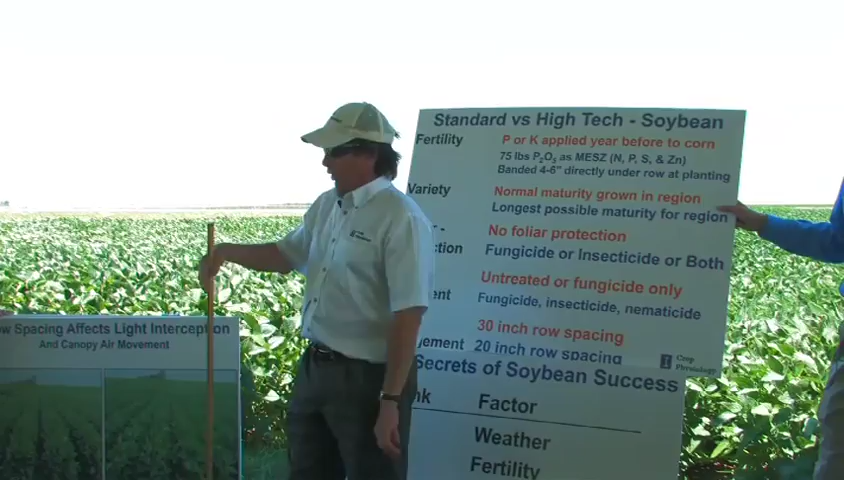 Standard vs High Tech - Soybean
Fertility
P or K applied year before to corn
75 lbs P₂O₅ as MESZ (N, P, S, & Zn)
Banded 4-6" directly under row at planting
Variety
Normal maturity grown in region
Longest possible maturity for region
No foliar protection
Fungicide or Insecticide or Both
Untreated or fungicide only
Fungicide, insecticide, nematicide
30 inch row spacing
20 inch row spacing
Crop
Physiology
Secrets of Soybean Success
Factor
Weather
Fertility
Spacing Affects Light Interception
And Canopy Air Movement